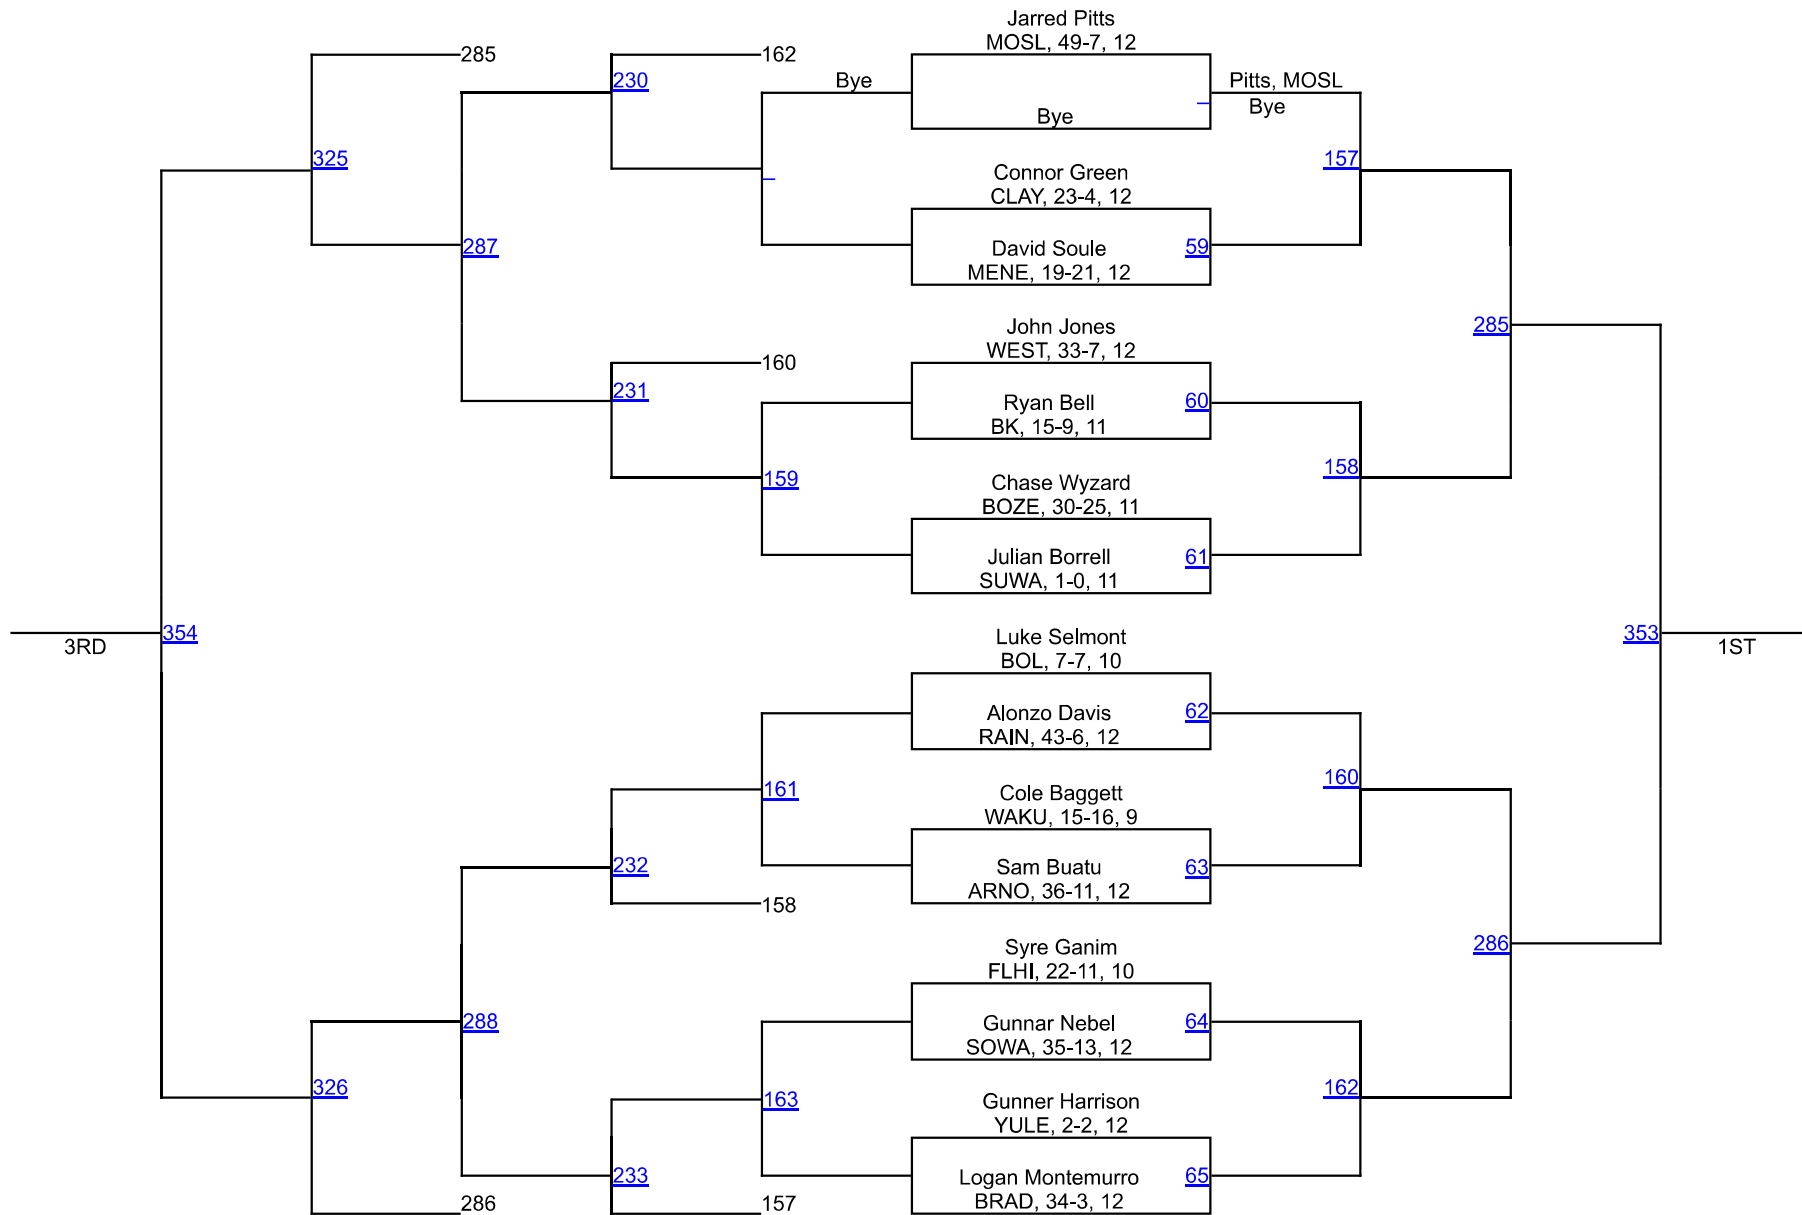 Jarred Pitts
MOSL, 49-7, 12
285
162
230
Bye
Pitts, MOSL
Bye
Bye
325
157
Connor Green
CLAY, 23-4, 12
287
David Soule
59
MENE, 19-21, 12
John Jones
285
WEST, 33-7, 12
160
231
Ryan Bell
60
BK, 15-9, 11
159
158
Chase Wyzard
BOZE, 30-25, 11
Julian Borrell
61
SUWA, 1-0, 11
354
3RD
Luke Selmont
353
1ST
BOL, 7-7, 10
Alonzo Davis
62
RAIN, 43-6, 12
161
160
Cole Baggett
WAKU, 15-16, 9
232
Sam Buatu
63
ARNO, 36-11, 12
158
Syre Ganim
286
FLHI, 22-11, 10
288
Gunnar Nebel
64
SOWA, 35-13, 12
326
162
163
Gunner Harrison
YULE, 2-2, 12
233
Logan Montemurro
65
BRAD, 34-3, 12
286
157